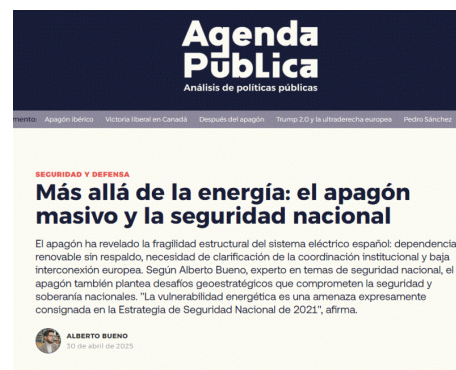 Agenda
Pública
Análisis de políticas públicas
mento: Apagón ibérico Victoria liberal en Canadá Después del apagón Trump 2.0 y la ultraderecha europea Pedro Sánchez
SEGURIDAD Y DEFENSA
Más allá de la energía: el apagón
masivo y la seguridad nacional
El apagón ha revelado la fragilidad estructural del sistema eléctrico español: dependencia
renovable sin respaldo, necesidad de clarificación de la coordinación institucional y baja
interconexión europea. Según Alberto Bueno, experto en temas de seguridad nacional, el
apagón también plantea desafíos geoestratégicos que comprometen la seguridad y
soberanía nacionales. "La vulnerabilidad energética es una amenaza expresamente
consignada en la Estrategia de Seguridad Nacional de 2021", afirma.
ALBERTO BUENO
30 de abril de 2025